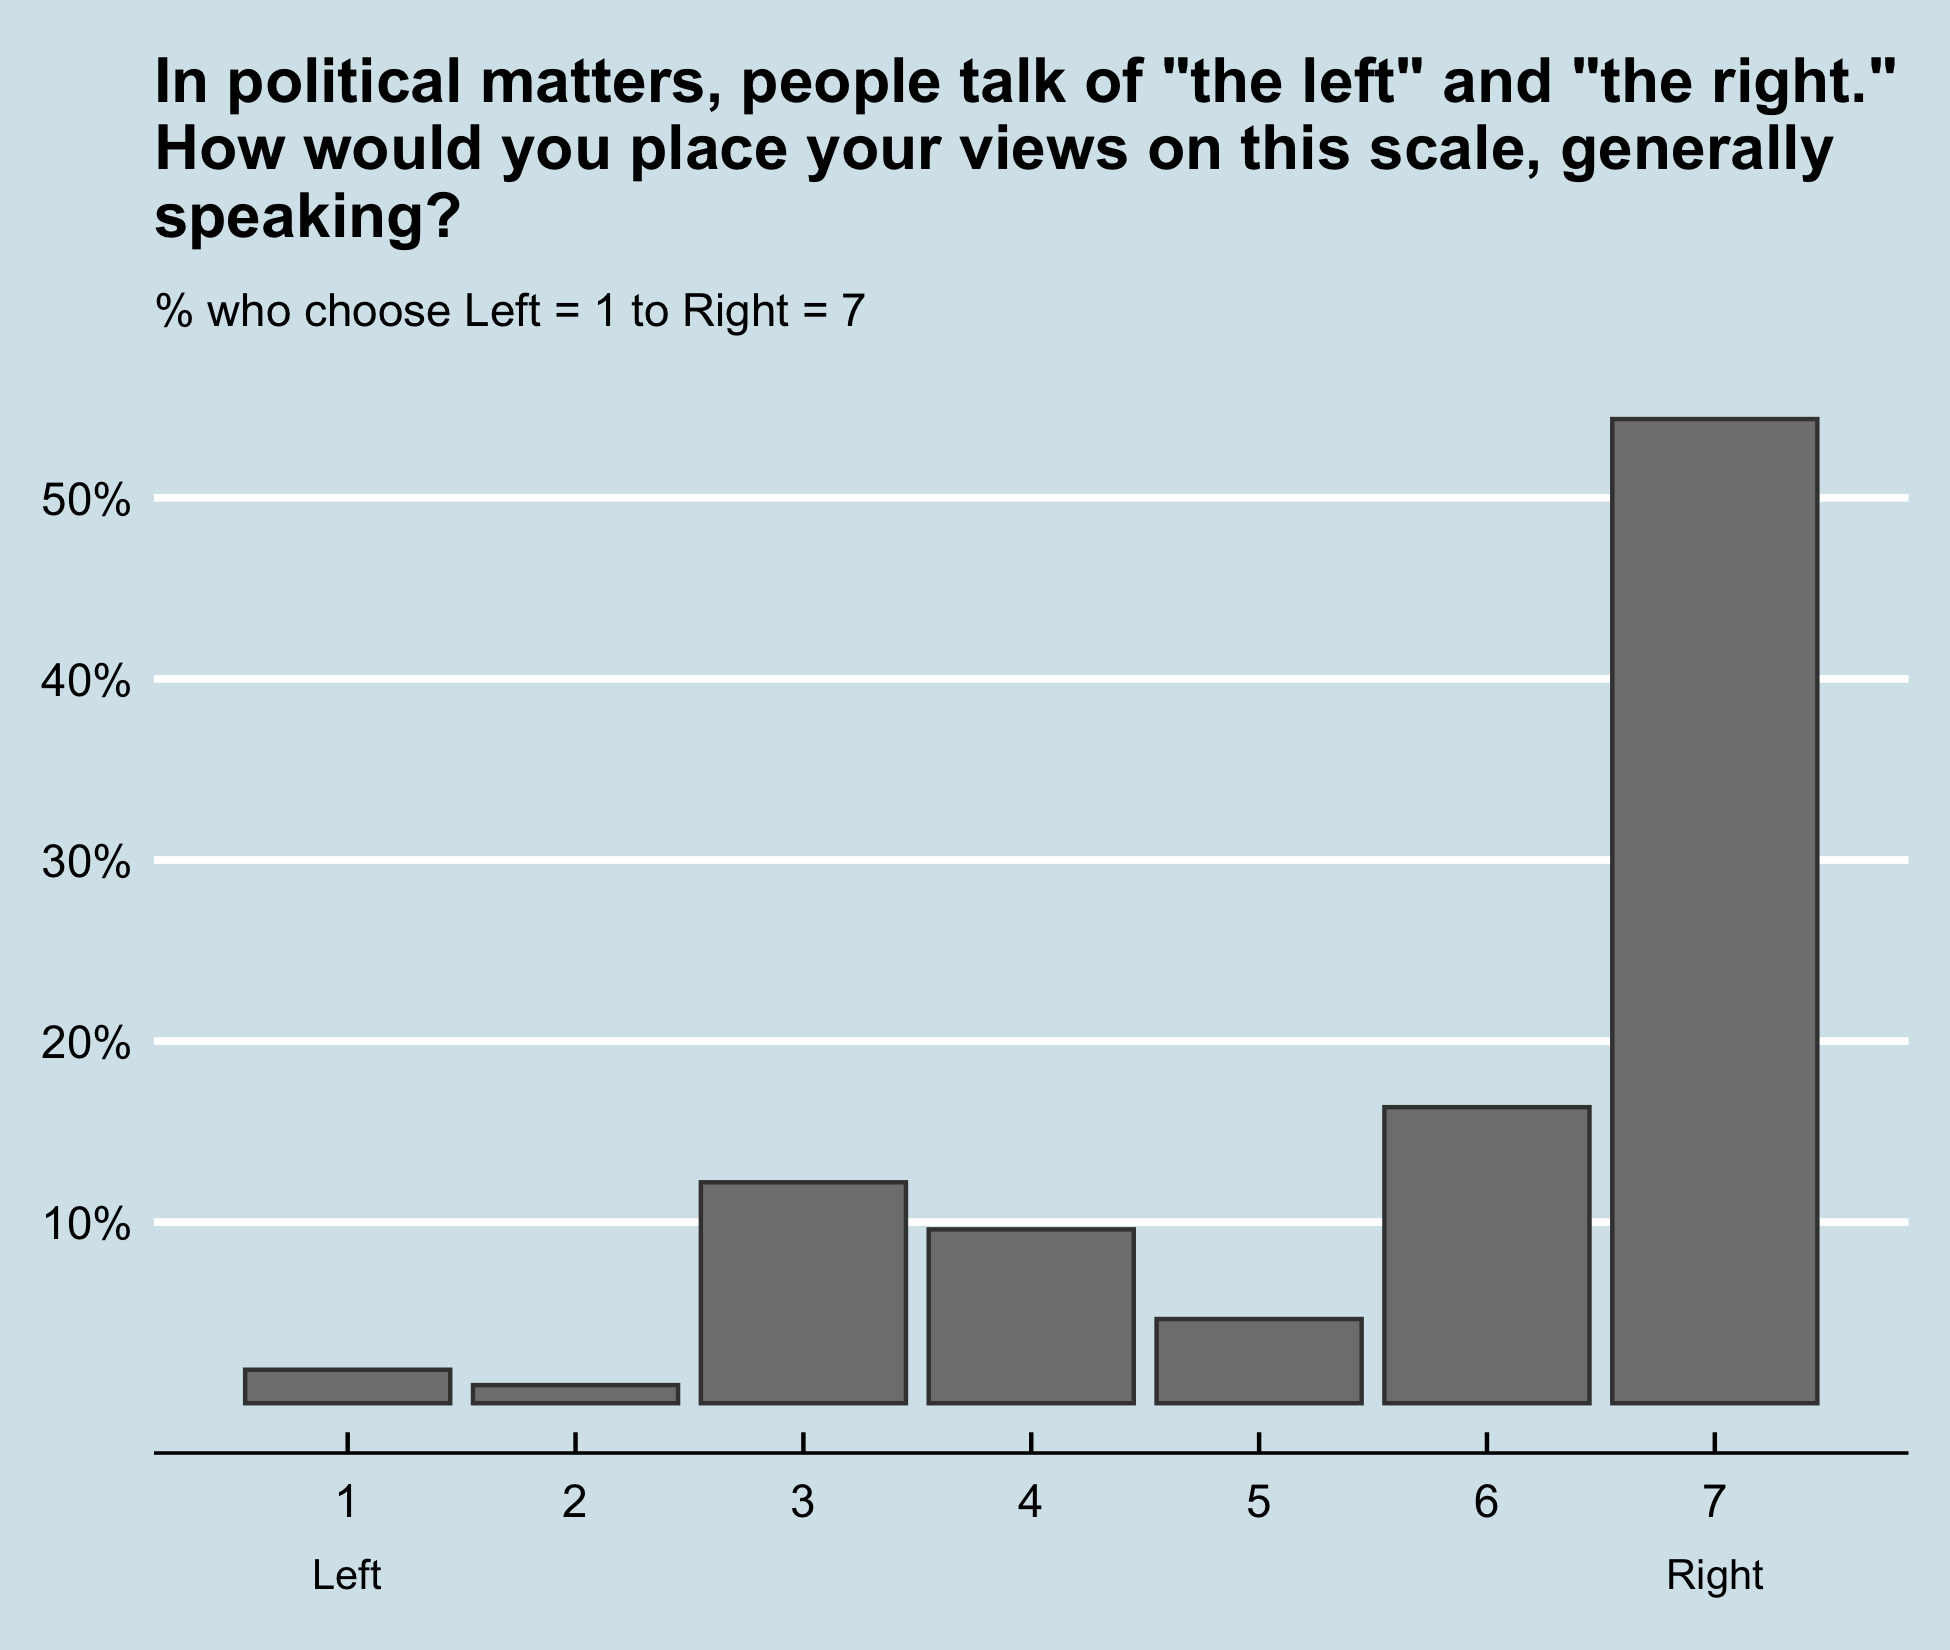 In political matters, people talk of "the left" and "the right."
How would you place your views on this scale, generally
speaking?
% who choose Left = 1 to Right = 7
50%
40%
30%
20%
10%
1 2 3 4 5 6 7
Left Right